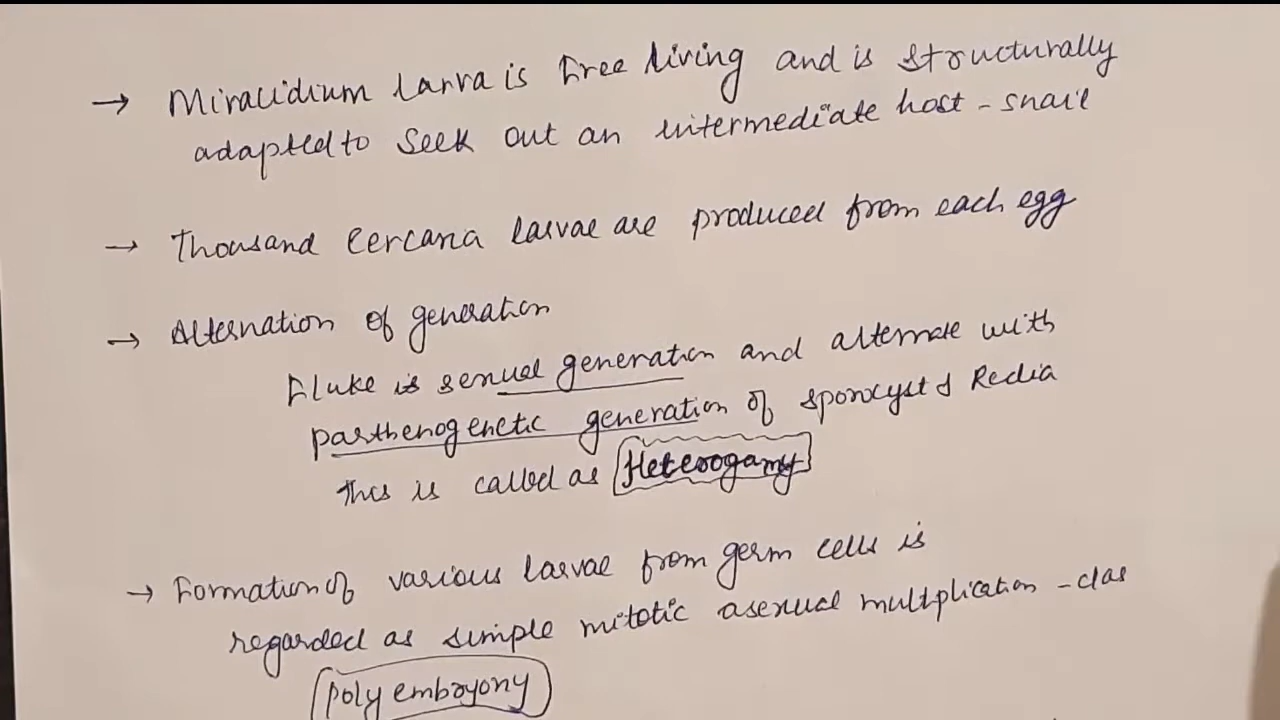 → Miracidium larva is Free living and is structurally
adapted to seek out an intermediate host - snail
→ Thousand Cercaria larvae are produced from each egg
→ Alternation of generation
Fluke is sexual generation and alternate with
parthenogenetic generation of sporocyst & Redia
This is called as Heterogamy
→ Formation of various larvae from germ cells is
regarded as simple mitotic asexual multiplication -
Poly embryony